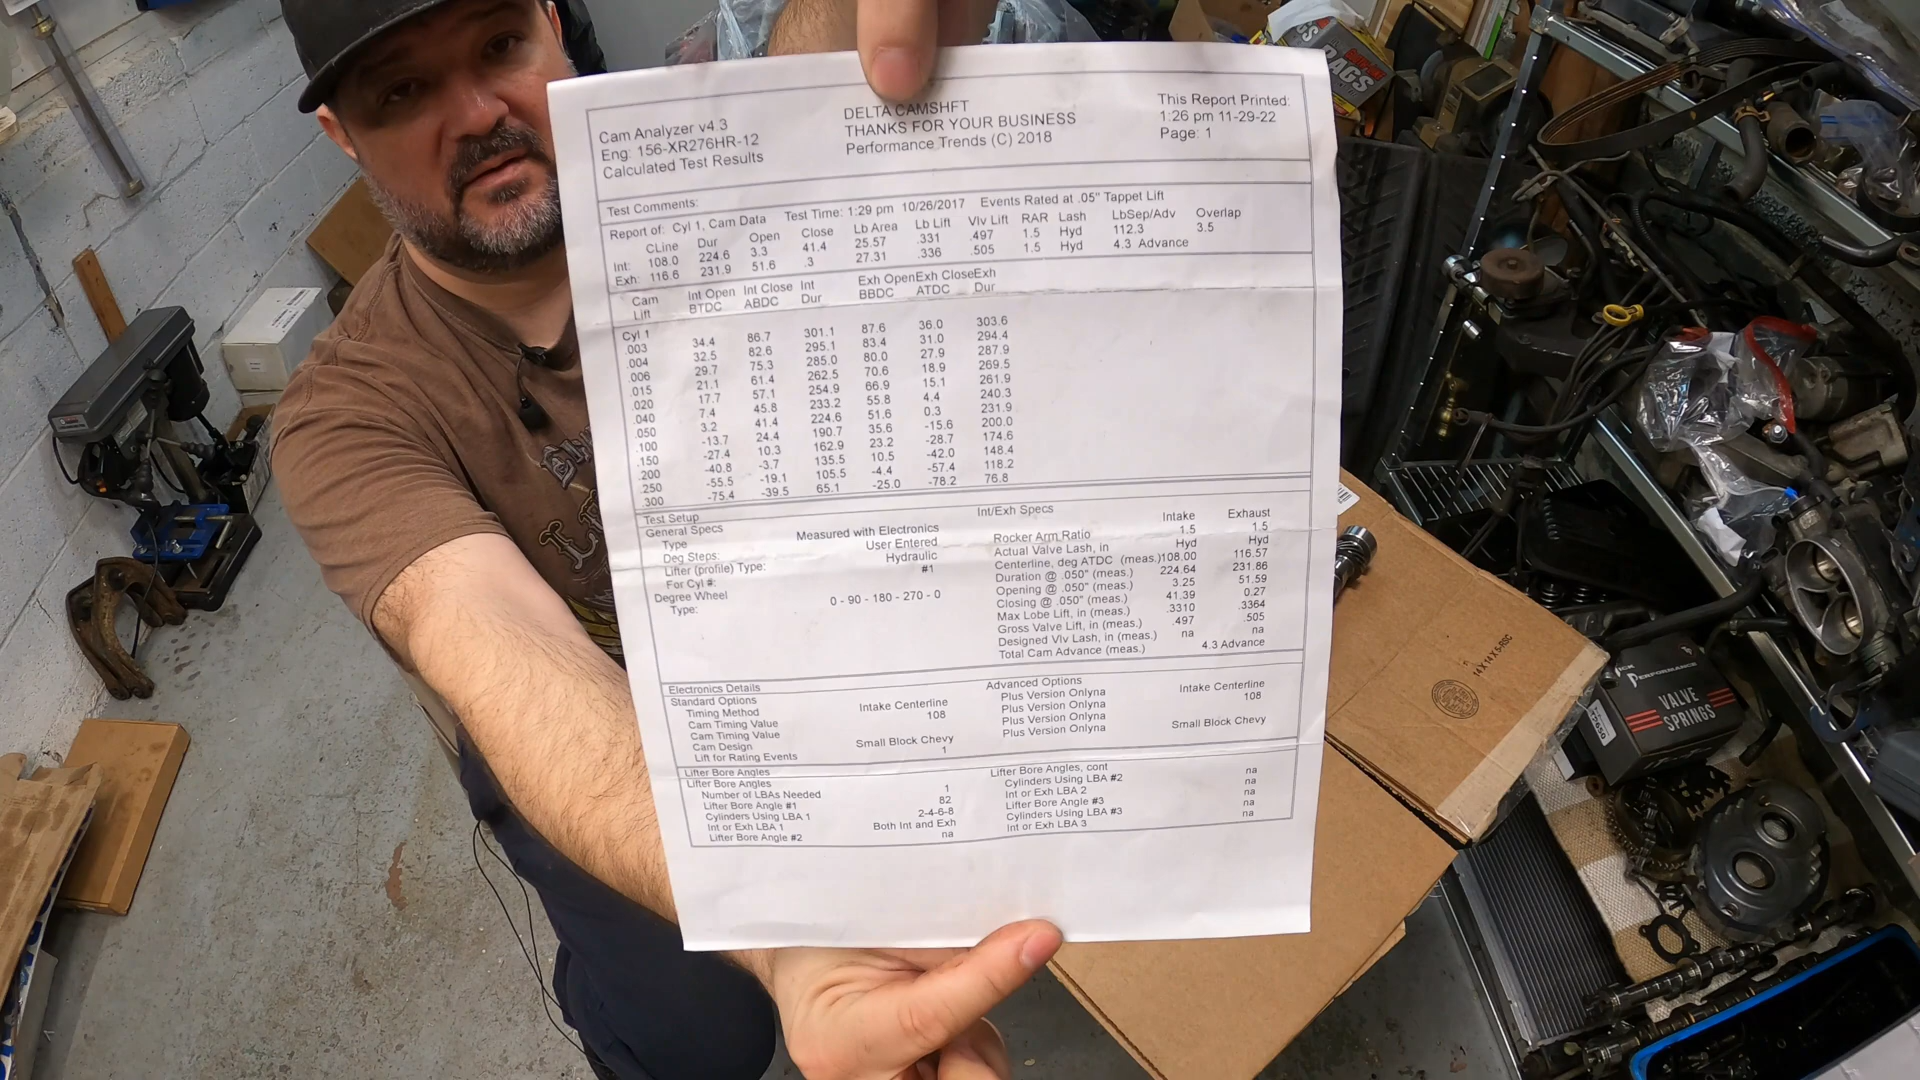 Cam Analyzer v4.3
Eng: 156-XR276HR-12
Calculated Test Results
DELTA CAMSHFT
THANKS FOR YOUR BUSINESS
Performance Trends (C) 2018
This Report Printed:
1:26 pm 11-29-22
Page: 1
Test Comments:
Report of: Cyl 1, Cam Data Test Time: 1:29 pm 10/26/2017 Events Rated at .05" Tappet Lift
CLine Dur Open Close Lb Area Lb Lift Vlv Lift RAR Lash LbSep/Adv Overlap
Int: 108.0 224.6 3.3 41.4 25.57 .331 .497 1.5 Hyd 112.3 3.5
Exh: 116.6 231.9 51.6 .3 27.31 .336 .505 1.5 Hyd 4.3 Advance
Cam Int Open Int Close Int Exh Open Exh Close Exh
Lift BTDC ABDC Dur BBDC ATDC Dur
Cyl 1
.003 34.4 86.7 301.1 87.6 36.0 303.6
.004 32.5 82.6 295.1 83.4 31.0 294.4
.006 29.7 75.3 285.0 80.0 27.9 287.9
.015 21.1 61.4 262.5 70.6 18.9 269.5
.020 17.7 57.1 254.9 66.9 15.1 261.9
.040 7.4 45.8 233.2 55.8 4.4 240.3
.050 3.2 41.4 224.6 51.6 0.3 231.9
.100 -13.7 24.4 190.7 35.6 -15.6 200.0
.150 -27.4 10.3 162.9 23.2 -28.7 174.6
.200 -40.8 -3.7 135.5 10.5 -42.0 148.4
.250 -55.5 -19.1 105.5 -4.4 -57.4 118.2
.300 -75.4 -39.5 65.1 -25.0 -78.2 76.8
Test Setup
General Specs
Type Measured with Electronics
Deg Steps: User Entered
Lifter (profile) Type: Hydraulic
For Cyl #: #1
Degree Wheel
Type: 0 - 90 - 180 - 270 - 0
Int/Exh Specs
Intake Exhaust
Rocker Arm Ratio 1.5 1.5
Actual Valve Lash, in Hyd Hyd
Centerline, deg ATDC (meas.) 108.00 116.57
Duration @ .050" (meas.) 224.64 231.86
Opening @ .050" (meas.) 3.25 51.59
Closing @ .050" (meas.) 41.39 0.27
Max Lobe Lift, in (meas.) .3310 .3364
Gross Valve Lift, in (meas.) .497 .505
Designed Vlv Lash, in (meas.) na na
Total Cam Advance (meas.) 4.3 Advance
Electronics Details
Standard Options
Timing Method Intake Centerline
Cam Timing Value 108
Cam Timing Value
Cam Design Small Block Chevy
Lift for Rating Events 1
Advanced Options
Plus Version Onlyna Intake Centerline
Plus Version Onlyna 108
Plus Version Onlyna
Plus Version Onlyna Small Block Chevy
Lifter Bore Angles
Lifter Bore Angles
Number of LBAs Needed 1
Lifter Bore Angle #1 82
Cylinders Using LBA 1 2-4-6-8
Int or Exh LBA 1 Both Int and Exh
Lifter Bore Angle #2 na
Lifter Bore Angles, cont
Cylinders Using LBA #2 na
Int or Exh LBA 2 na
Lifter Bore Angle #3 na
Cylinders Using LBA #3 na
Int or Exh LBA 3 na
RAGS
14 X 14 X 5-RSC
PERFORMANCE
VALVE
SPRINGS